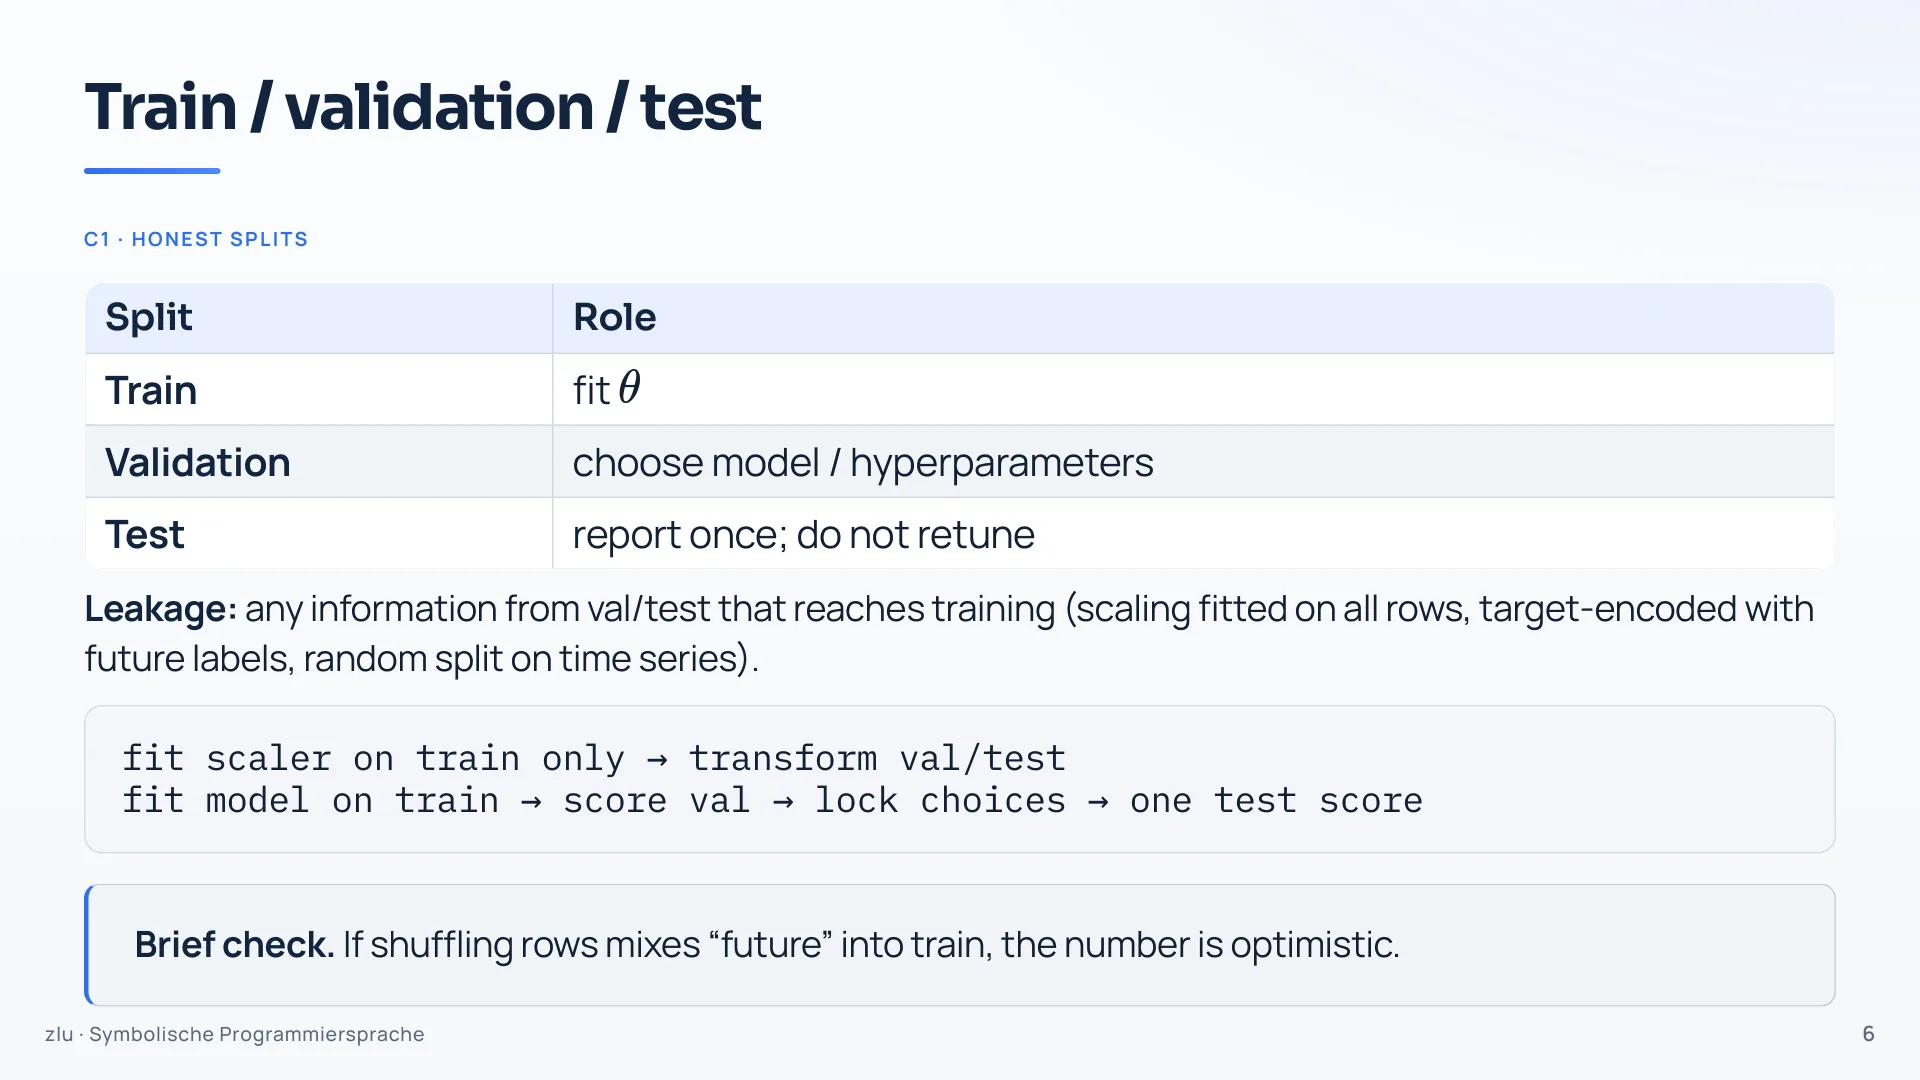 Train / validation / test
C1 · HONEST SPLITS
Split Role
Train fit θ
Validation choose model / hyperparameters
Test report once; do not retune
Leakage: any information from val/test that reaches training (scaling fitted on all rows, target-encoded with
future labels, random split on time series).
fit scaler on train only → transform val/test
fit model on train → score val → lock choices → one test score
Brief check. If shuffling rows mixes “future” into train, the number is optimistic.
zlu · Symbolische Programmiersprache
6